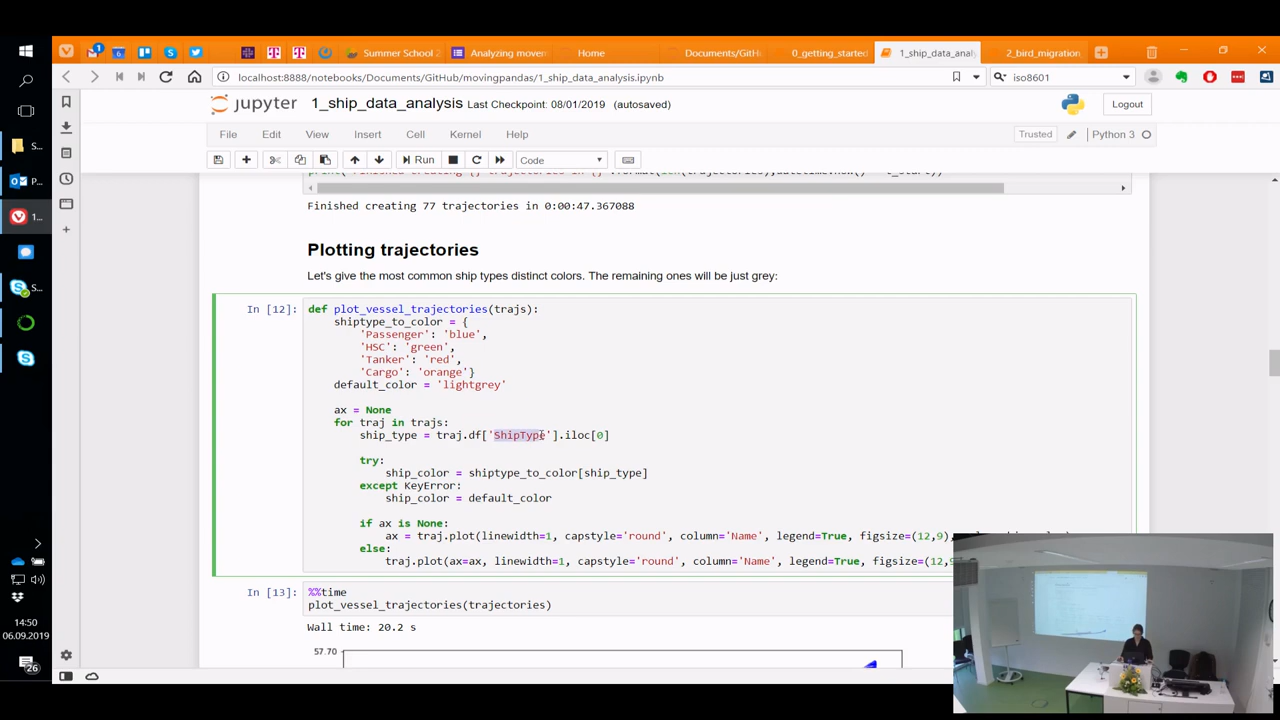 1
6
Summer School 2
Analyzing movem
Home
Documents/GitH
0_getting_started
1_ship_data_analy
2_bird_migration
localhost:8888/notebooks/Documents/GitHub/movingpandas/1_ship_data_analysis.ipynb
iso8601
jupyter 1_ship_data_analysis Last Checkpoint: 08/01/2019 (autosaved)
Logout
File Edit View Insert Cell Kernel Help
Trusted
Python 3
Run
Code
Finished creating 77 trajectories in 0:00:47.367088
Plotting trajectories
Let's give the most common ship types distinct colors. The remaining ones will be just grey:
In [12]:
def plot_vessel_trajectories(trajs):
shiptype_to_color = {
'Passenger': 'blue',
'HSC': 'green',
'Tanker': 'red',
'Cargo': 'orange'}
default_color = 'lightgrey'
ax = None
for traj in trajs:
ship_type = traj.df['ShipType'].iloc[0]
try:
ship_color = shiptype_to_color[ship_type]
except KeyError:
ship_color = default_color
if ax is None:
ax = traj.plot(linewidth=1, capstyle='round', column='Name', legend=True, figsize=(12,9),
else:
traj.plot(ax=ax, linewidth=1, capstyle='round', column='Name', legend=True, figsize=(12,9
In [13]:
%%time
plot_vessel_trajectories(trajectories)
Wall time: 20.2 s
57.70
S...
P...
1...
S...
14:50
06.09.2019
26